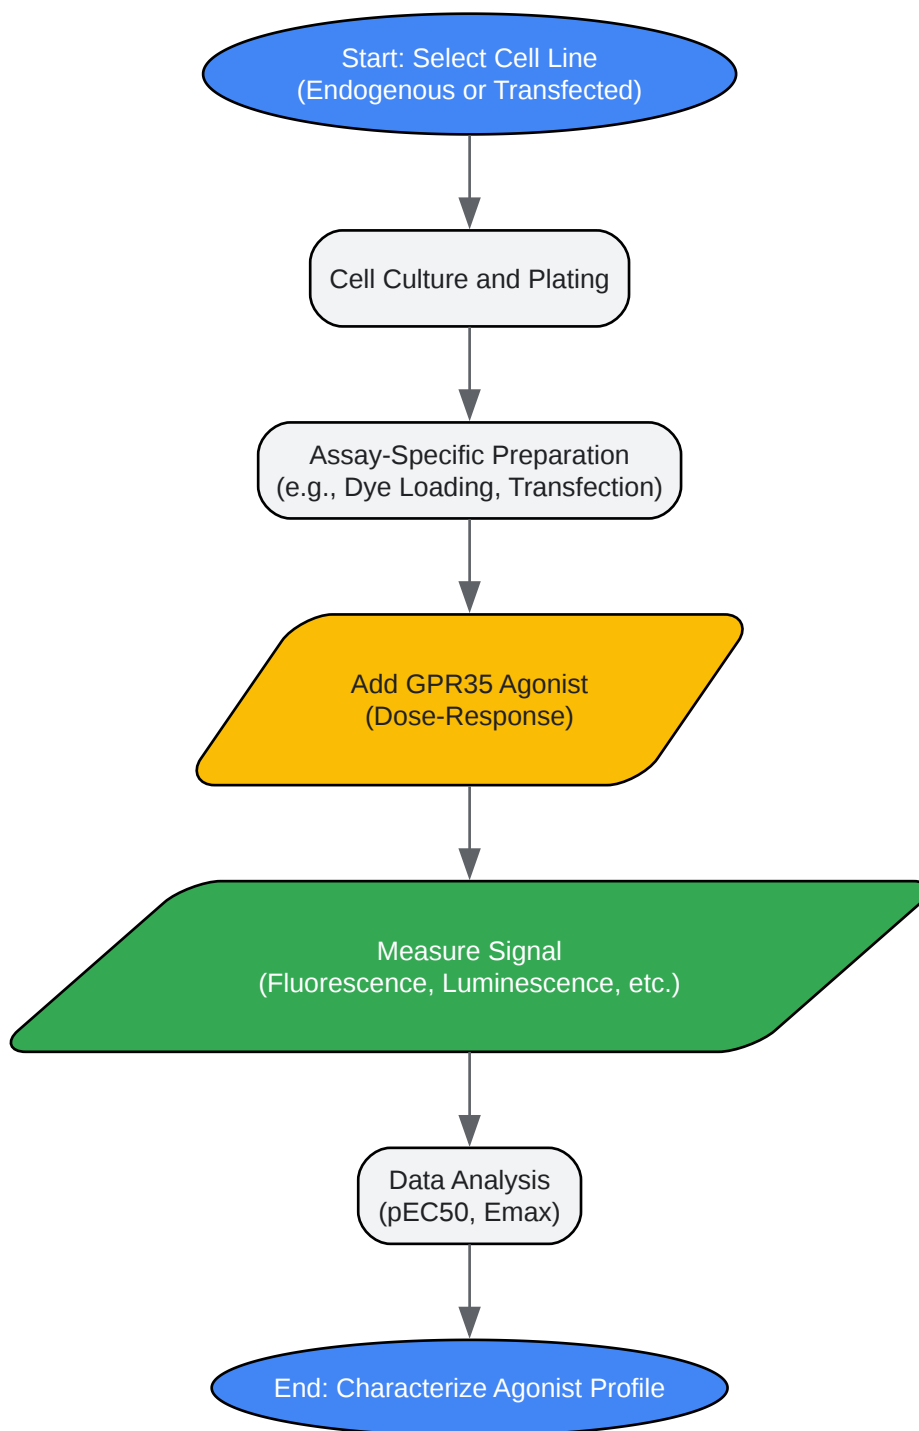 Start: Select Cell Line
(Endogenous or Transfected)
Cell Culture and Plating
Assay-Specific Preparation
(e.g., Dye Loading, Transfection)
Add GPR35 Agonist
(Dose-Response)
Measure Signal
(Fluorescence, Luminescence, etc.)
Data Analysis
(pEC50, Emax)
End: Characterize Agonist Profile